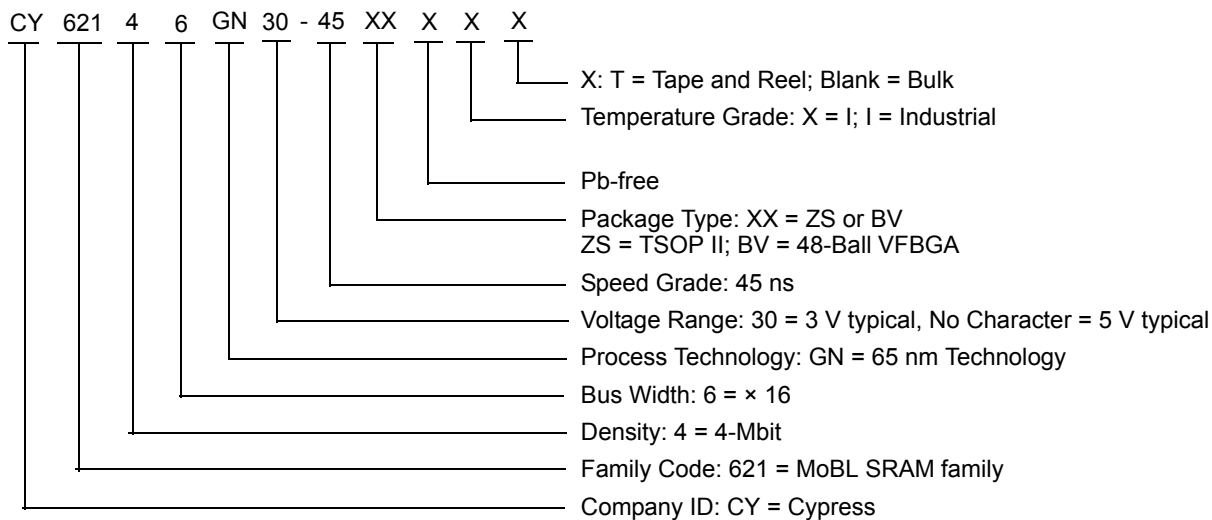 CY 621 4 6 GN 30 - 45 XX X X X
X: T = Tape and Reel; Blank = Bulk
Temperature Grade: X = I; I = Industrial
Pb-free
Package Type: XX = ZS or BV
ZS = TSOP II; BV = 48-Ball VFBGA
Speed Grade: 45 ns
Voltage Range: 30 = 3 V typical, No Character = 5 V typical
Process Technology: GN = 65 nm Technology
Bus Width: 6 = × 16
Density: 4 = 4-Mbit
Family Code: 621 = MoBL SRAM family
Company ID: CY = Cypress